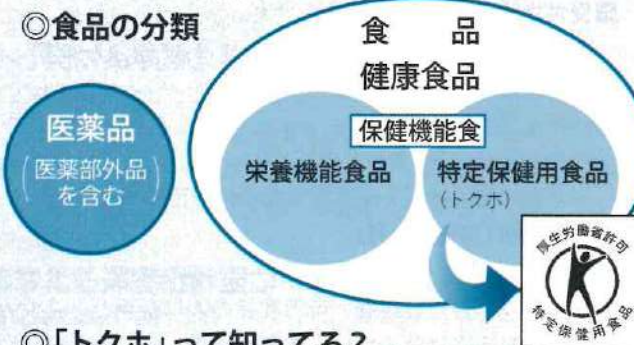 ◎食品の分類
食 品
健康食品
医薬品
(医薬部外品
を含む)
保健機能食
栄養機能食品
特定保健用食品
(トクホ)
厚生労働省許可
特定保健用食品
◎「トクホ」って知ってる?